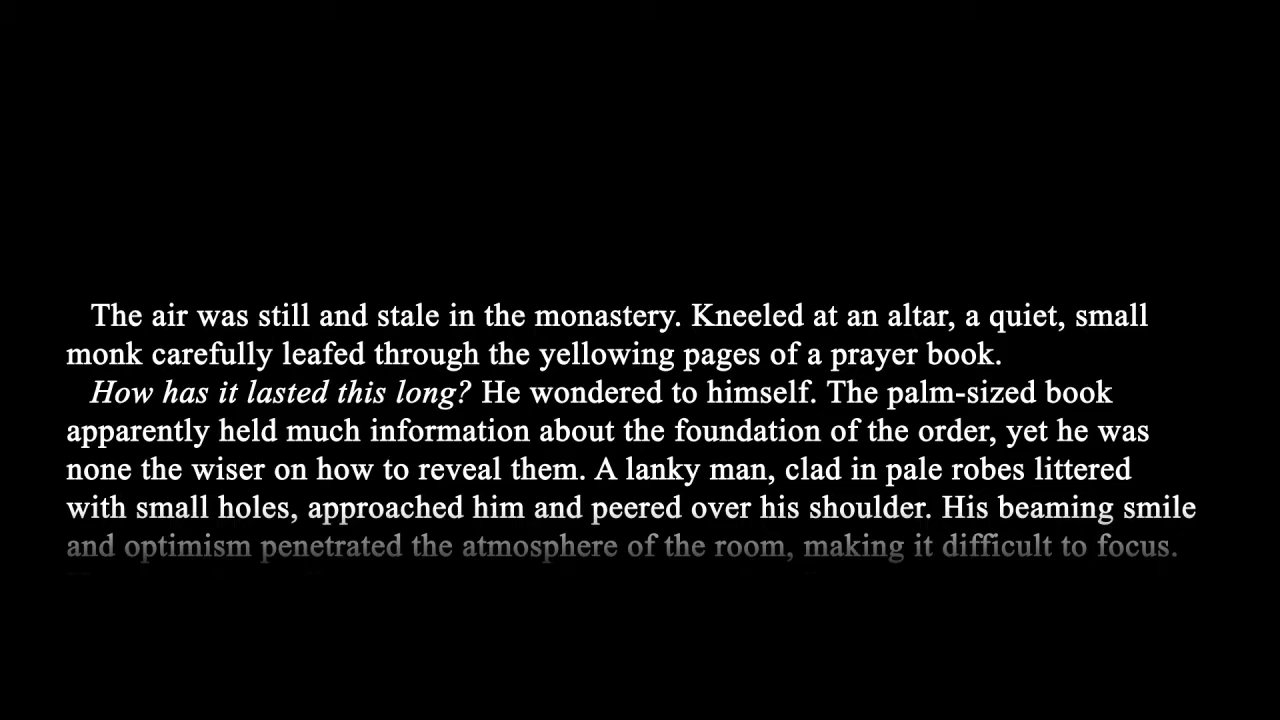 The air was still and stale in the monastery. Kneeled at an altar, a quiet, small
monk carefully leafed through the yellowing pages of a prayer book.
How has it lasted this long? He wondered to himself. The palm-sized book
apparently held much information about the foundation of the order, yet he was
none the wiser on how to reveal them. A lanky man, clad in pale robes littered
with small holes, approached him and peered over his shoulder. His beaming smile
and optimism penetrated the atmosphere of the room, making it difficult to focus.